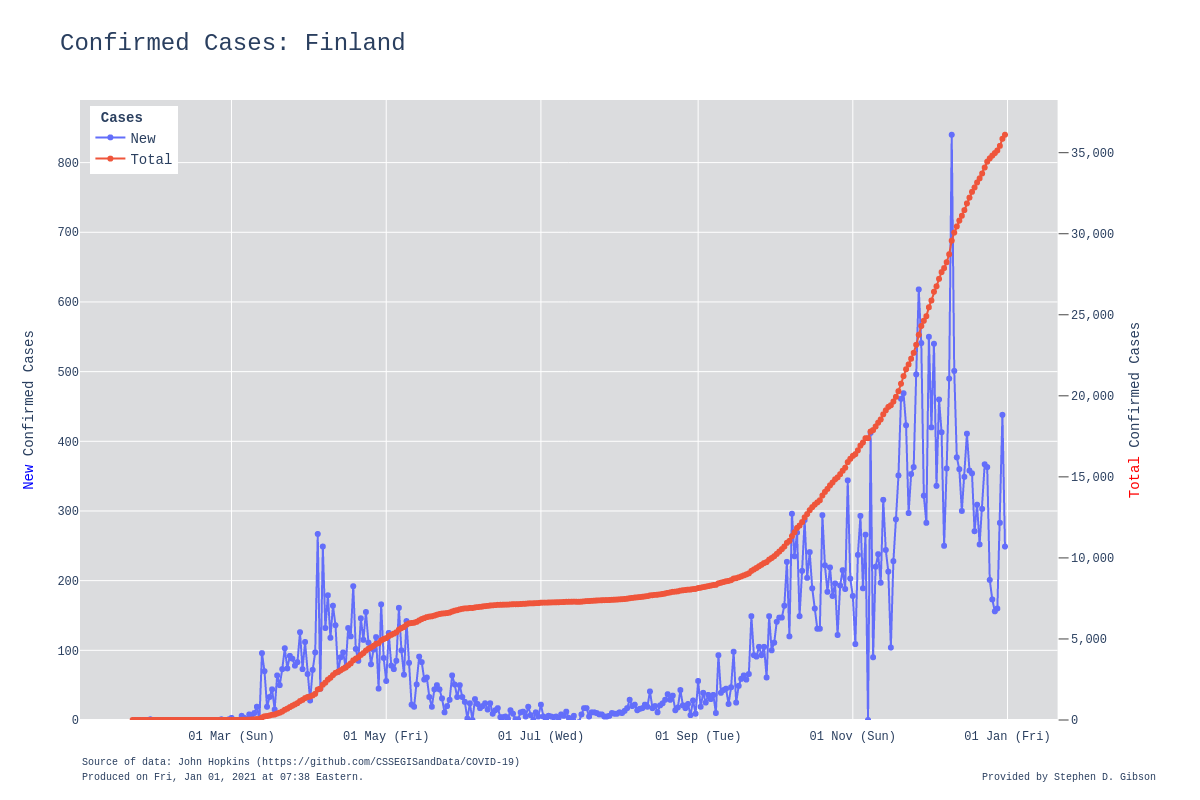 Confirmed Cases: Finland
Cases
New
Total
800
700
600
500
400
300
200
100
0
New Confirmed Cases
35,000
30,000
25,000
20,000
15,000
10,000
5,000
0
Total Confirmed Cases
01 Mar (Sun)
01 May (Fri)
01 Jul (Wed)
01 Sep (Tue)
01 Nov (Sun)
01 Jan (Fri)
Source of data: John Hopkins (https://github.com/CSSEGISandData/COVID-19)
Produced on Fri, Jan 01, 2021 at 07:38 Eastern.
Provided by Stephen D. Gibson